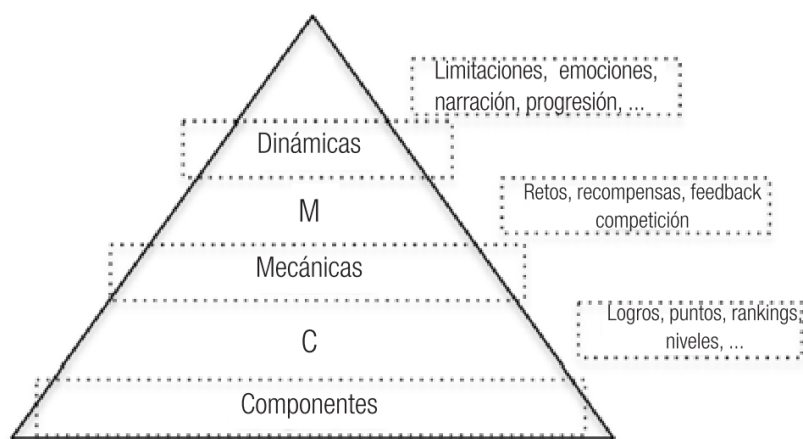 Limitaciones, emociones,
narración, progresión, ...
Dinámicas
M
Retos, recompensas, feedback
competición
Mecánicas
Logros, puntos, rankings,
niveles, ...
C
Componentes